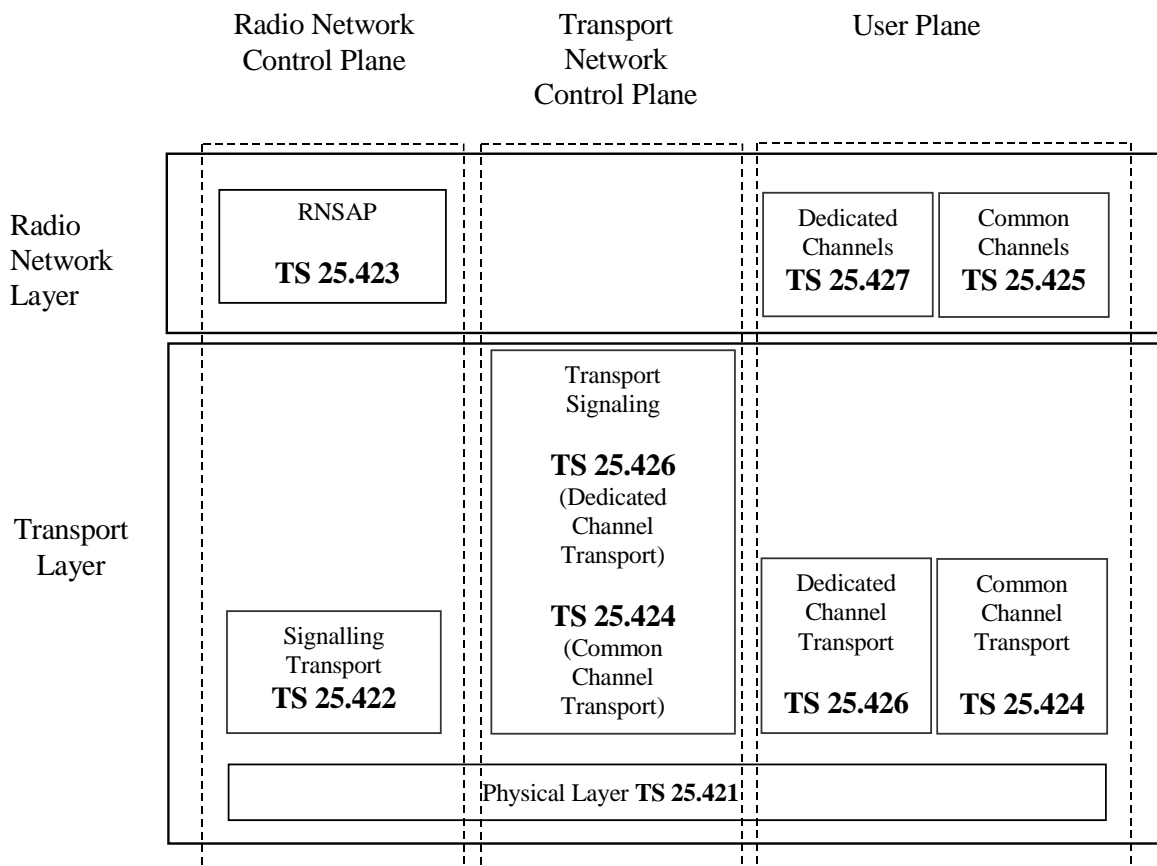 Radio Network
Control Plane
Transport
Network
Control Plane
User Plane
Radio
Network
Layer
RNSAP
TS 25.423
Dedicated
Channels
TS 25.427
Common
Channels
TS 25.425
Transport
Layer
Signalling
Transport
TS 25.422
Transport
Signaling
TS 25.426
(Dedicated
Channel
Transport)
TS 25.424
(Common
Channel
Transport)
Dedicated
Channel
Transport
TS 25.426
Common
Channel
Transport
TS 25.424
Physical Layer TS 25.421